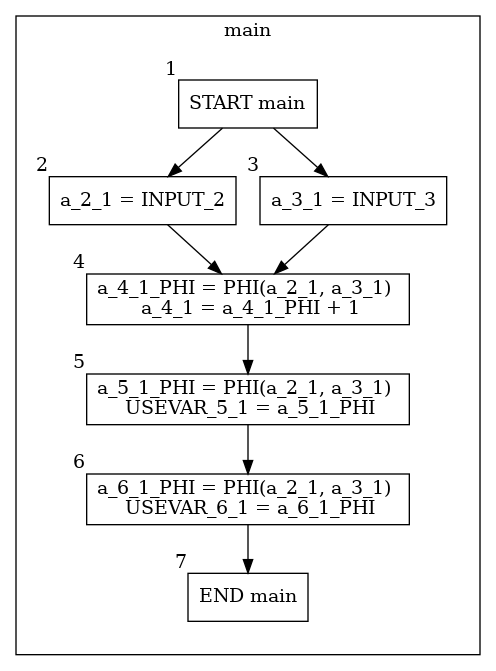 main
1
START main
2
a_2_1 = INPUT_2
3
a_3_1 = INPUT_3
4
a_4_1_PHI = PHI(a_2_1, a_3_1)
a_4_1 = a_4_1_PHI + 1
5
a_5_1_PHI = PHI(a_2_1, a_3_1)
USEVAR_5_1 = a_5_1_PHI
6
a_6_1_PHI = PHI(a_2_1, a_3_1)
USEVAR_6_1 = a_6_1_PHI
7
END main